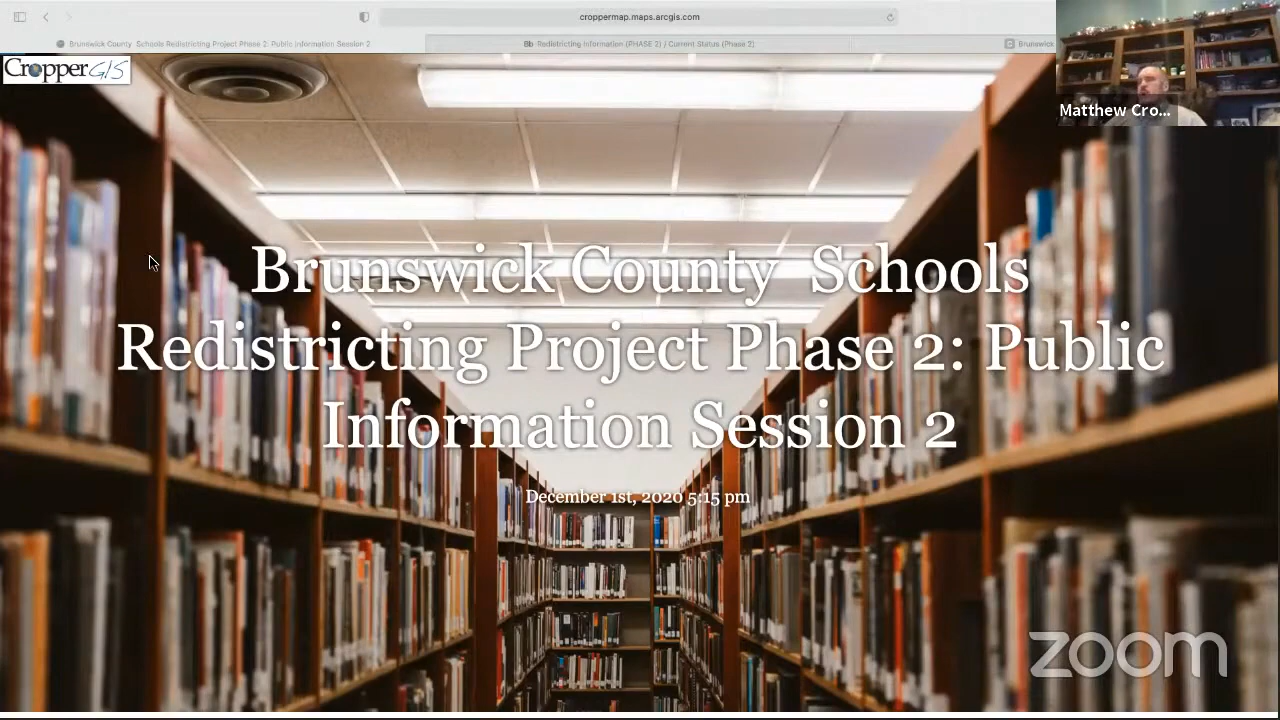 croppermap.maps.arcgis.com
Brunswick County Schools Redistricting Project Phase 2: Public Information Session 2
Bb Redistricting Information (PHASE 2) / Current Status (Phase 2)
Brunswick
CropperGIS
Matthew Cro...
Brunswick County Schools
Redistricting Project Phase 2: Public
Information Session 2
December 1st, 2020 5:15 pm
zoom